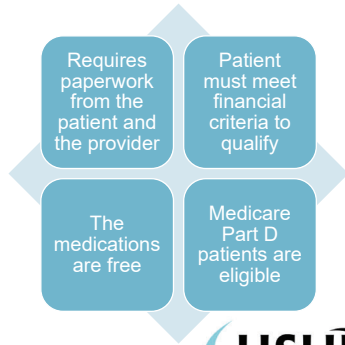 Requires
paperwork
from the
patient and
the provider
Patient
must meet
financial
criteria to
qualify
The
medications
are free
Medicare
Part D
patients are
eligible